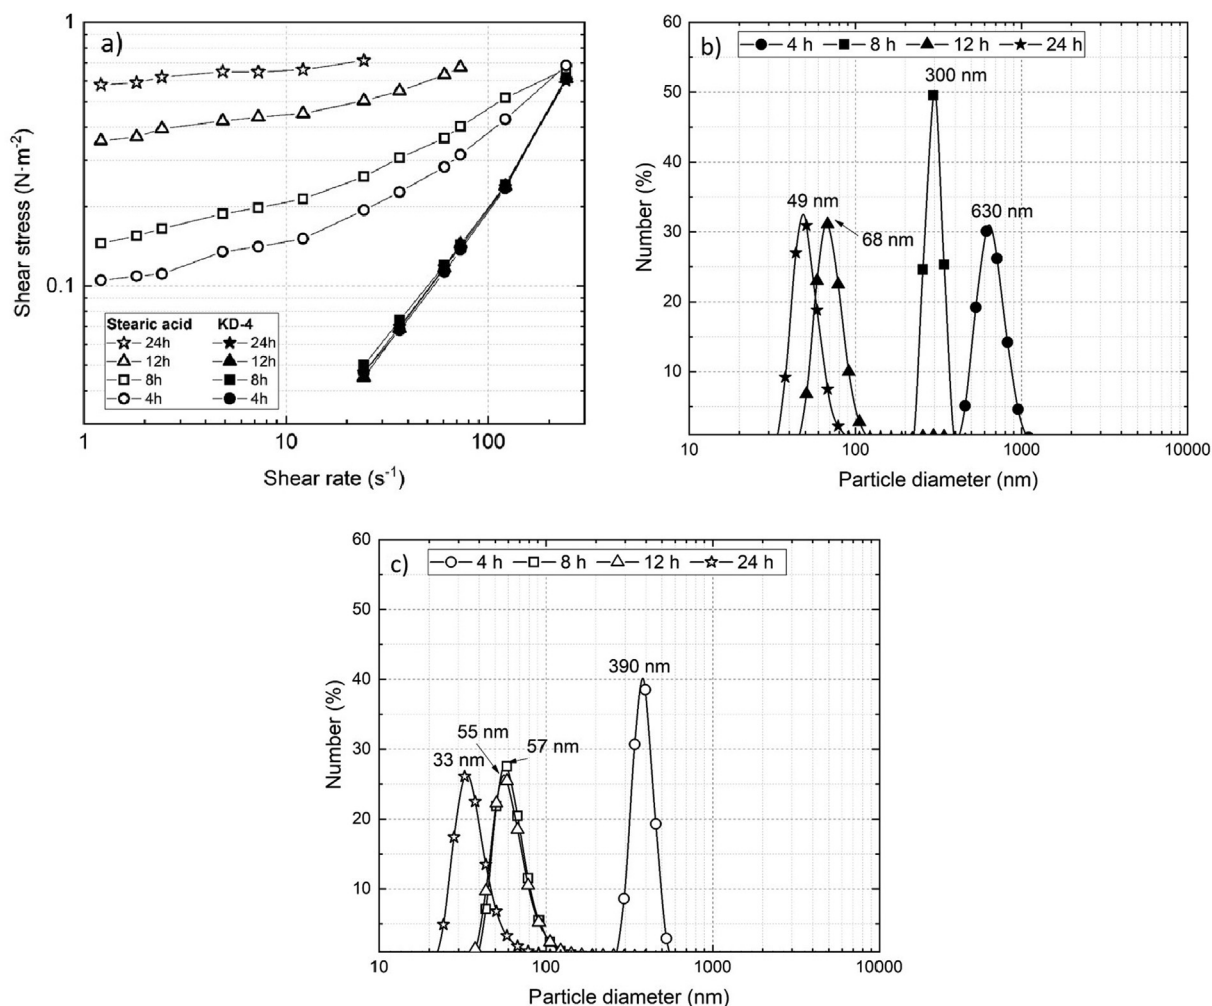 a)
Shear stress (N·m-2)
1
0.1
Stearic acid KD-4
24h 24h
12h 12h
8h 8h
4h 4h
1 10 100
Shear rate (s-1)
b)
4 h 8 h 12 h 24 h
Number (%)
60
50
40
30
20
10
300 nm
49 nm
630 nm
68 nm
10 100 1000 10000
Particle diameter (nm)
c)
4 h 8 h 12 h 24 h
Number (%)
60
50
40
30
20
10
390 nm
55 nm
57 nm
33 nm
10 100 1000 10000
Particle diameter (nm)